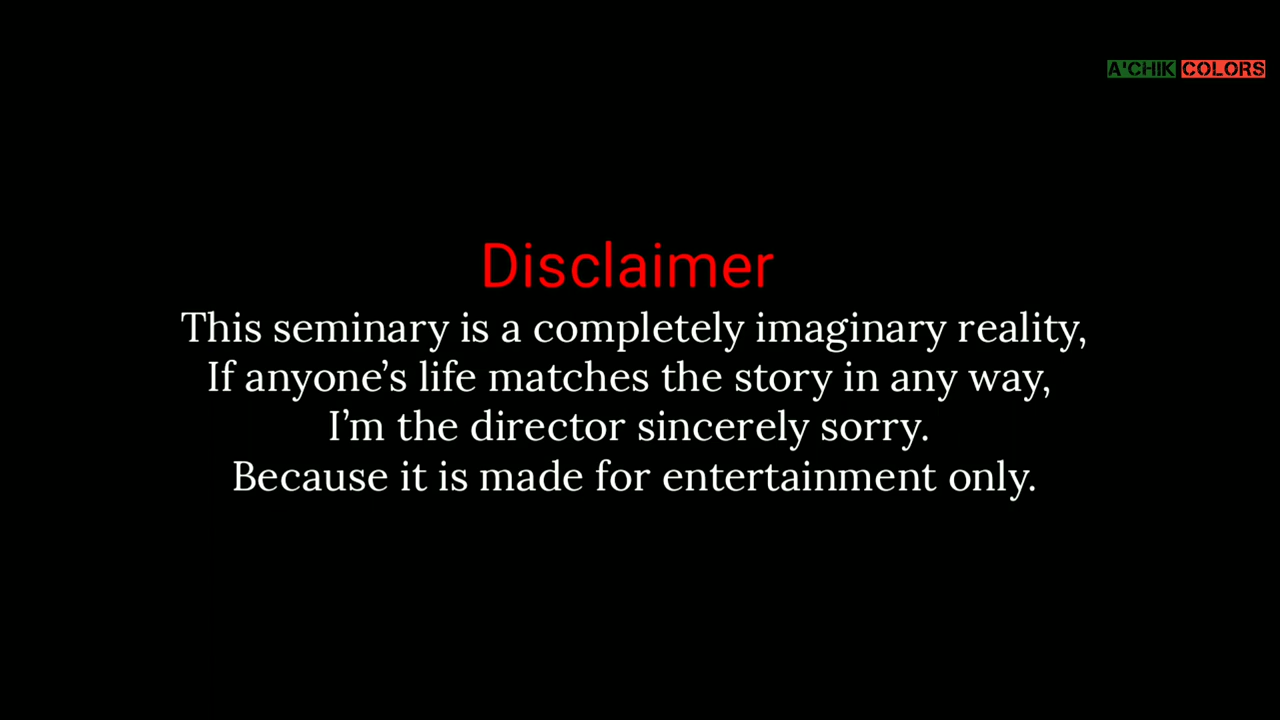 A'CHIK COLORS
Disclaimer
This seminary is a completely imaginary reality,
If anyone’s life matches the story in any way,
I’m the director sincerely sorry.
Because it is made for entertainment only.